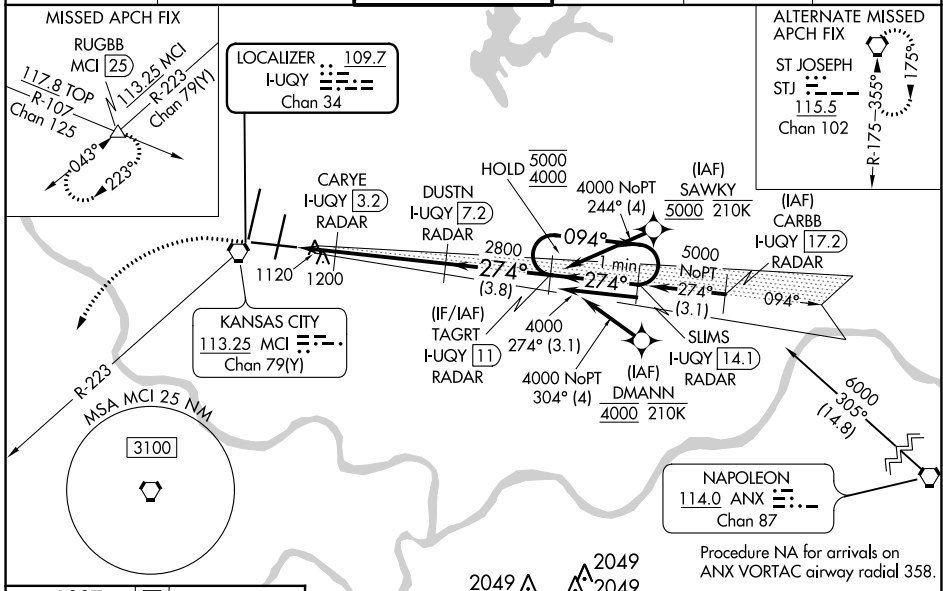 MISSED APCH FIX
RUGBB
MCI 25
117.8 TOP
R-107
Chan 125
113.25 MCI
R-223
Chan 79(Y)
043°
223°
LOCALIZER 109.7
I-UQY
Chan 34
ALTERNATE MISSED
APCH FIX
ST JOSEPH
STJ
115.5
Chan 102
175°
R-175-355°
HOLD 5000
4000
4000 NoPT
244° (4)
(IAF)
SAWKY
5000 210K
(IAF)
CARBB
I-UQY 17.2
RADAR
CARYE
I-UQY 3.2
RADAR
DUSTN
I-UQY 7.2
RADAR
1120
1200
2800
274°
(3.8)
094°
1 min
274°
5000
NoPT
274°
(3.1)
094°
(IF/IAF)
TAGRT
I-UQY 11
RADAR
4000
274° (3.1)
4000 NoPT
304° (4)
(IAF)
DMANN
4000 210K
SLIMS
I-UQY 14.1
RADAR
KANSAS CITY
113.25 MCI
Chan 79(Y)
R-223
MSA MCI 25 NM
3100
6000
305°
(14.8)
NAPOLEON
114.0 ANX
Chan 87
Procedure NA for arrivals on
ANX VORTAC airway radial 358.
2049
2049
2049